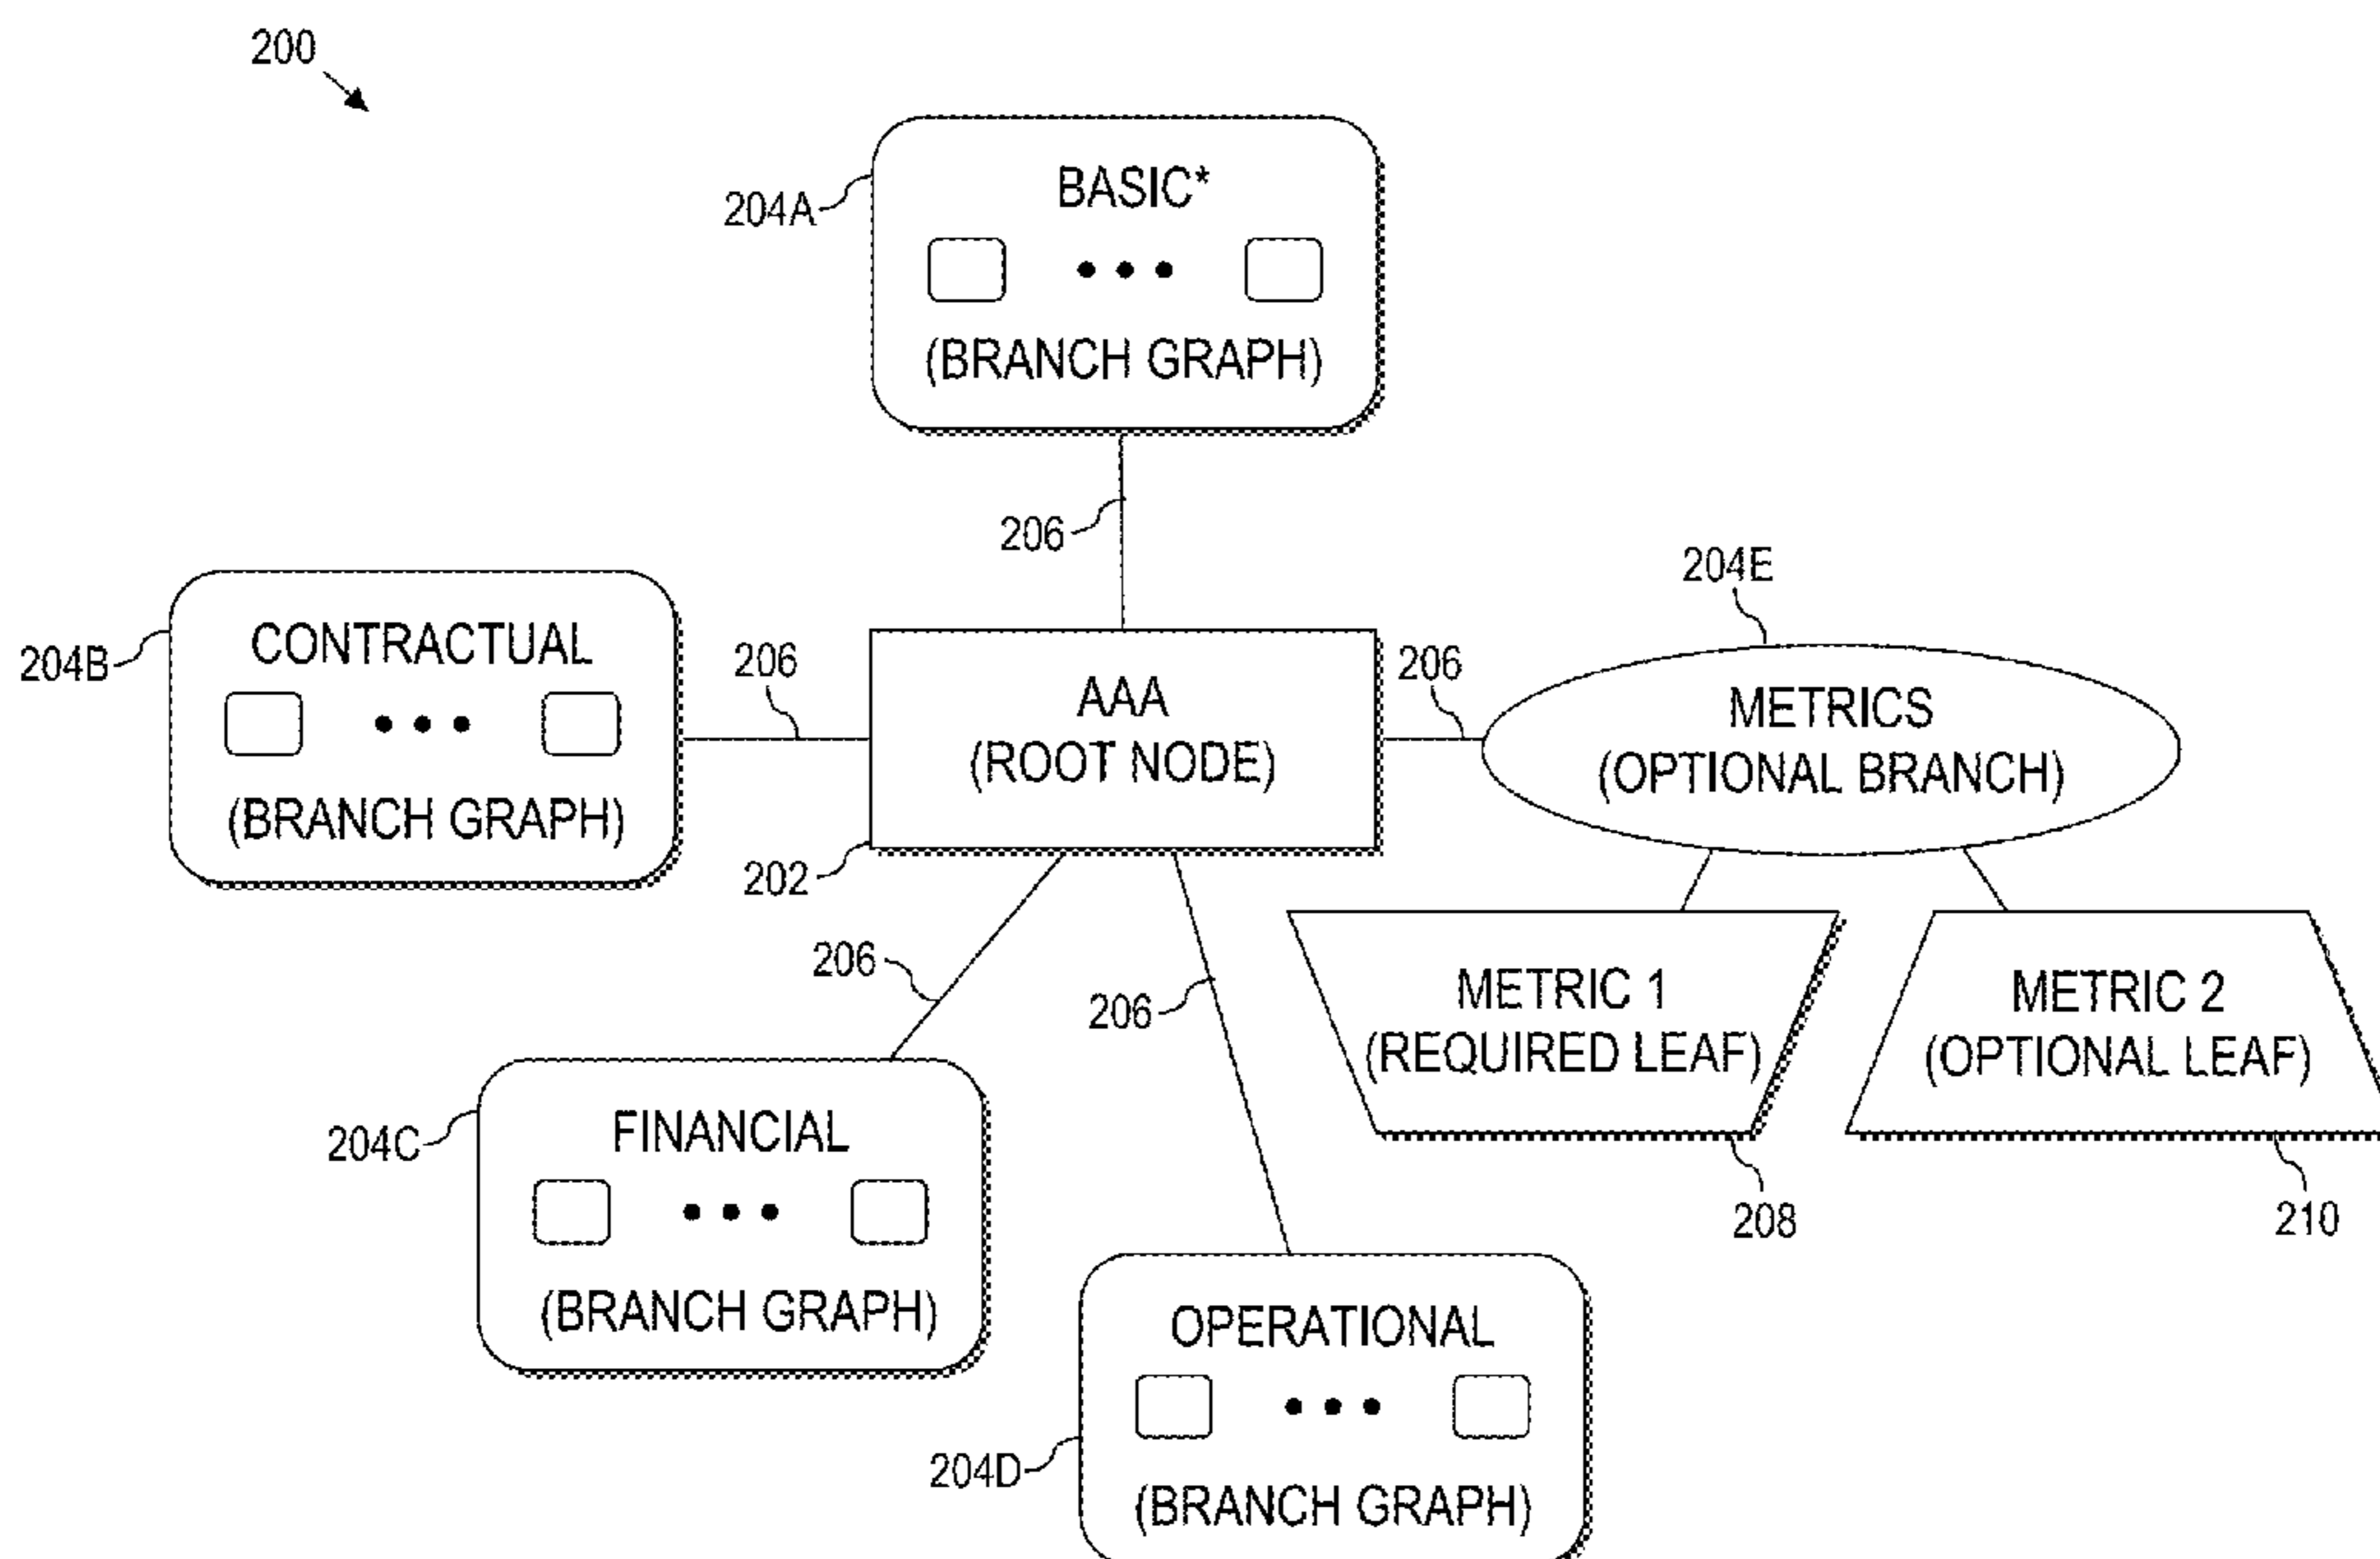 200
BASIC*
204A
(BRANCH GRAPH)
206
204E
CONTRACTUAL
204B
(BRANCH GRAPH)
206
AAA
(ROOT NODE)
202
206
METRICS
(OPTIONAL BRANCH)
206
206
METRIC 1
(REQUIRED LEAF)
208
METRIC 2
(OPTIONAL LEAF)
210
FINANCIAL
204C
(BRANCH GRAPH)
OPERATIONAL
204D
(BRANCH GRAPH)